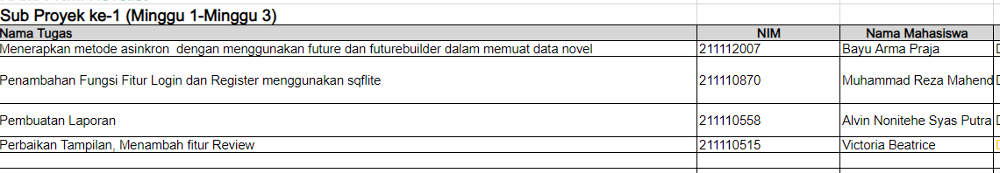 Sub Proyek ke-1 (Minggu 1-Minggu 3)
Nama Tugas NIM Nama Mahasiswa
Menerapkan metode asinkron dengan menggunakan future dan futurebuilder dalam memuat data novel 211112007 Bayu Arma Praja
Penambahan Fungsi Fitur Login dan Register menggunakan sqflite 211110870 Muhammad Reza Mahend
Pembuatan Laporan 211110558 Alvin Nonitehe Syas Putra
Perbaikan Tampilan, Menambah fitur Review 211110515 Victoria Beatrice